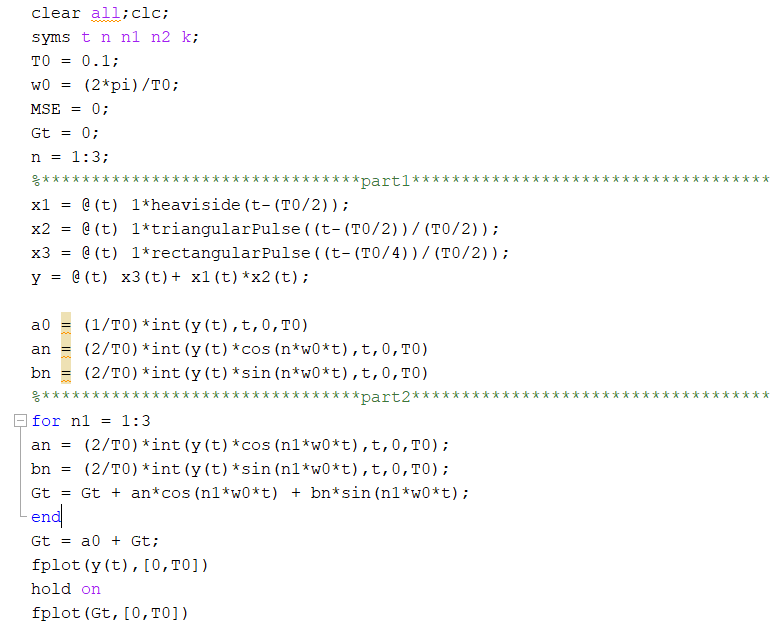 clear all;clc;
syms t n n1 n2 k;
T0 = 0.1;
w0 = (2*pi)/T0;
MSE = 0;
Gt = 0;
n = 1:3;
%********************************part1************************************
x1 = @(t) 1*heaviside(t-(T0/2));
x2 = @(t) 1*triangularPulse((t-(T0/2))/(T0/2));
x3 = @(t) 1*rectangularPulse((t-(T0/4))/(T0/2));
y = @(t) x3(t)+ x1(t)*x2(t);
a0 = (1/T0)*int(y(t),t,0,T0)
an = (2/T0)*int(y(t)*cos(n*w0*t),t,0,T0)
bn = (2/T0)*int(y(t)*sin(n*w0*t),t,0,T0)
%********************************part2************************************
for n1 = 1:3
an = (2/T0)*int(y(t)*cos(n1*w0*t),t,0,T0);
bn = (2/T0)*int(y(t)*sin(n1*w0*t),t,0,T0);
Gt = Gt + an*cos(n1*w0*t) + bn*sin(n1*w0*t);
end
Gt = a0 + Gt;
fplot(y(t),[0,T0])
hold on
fplot(Gt,[0,T0])